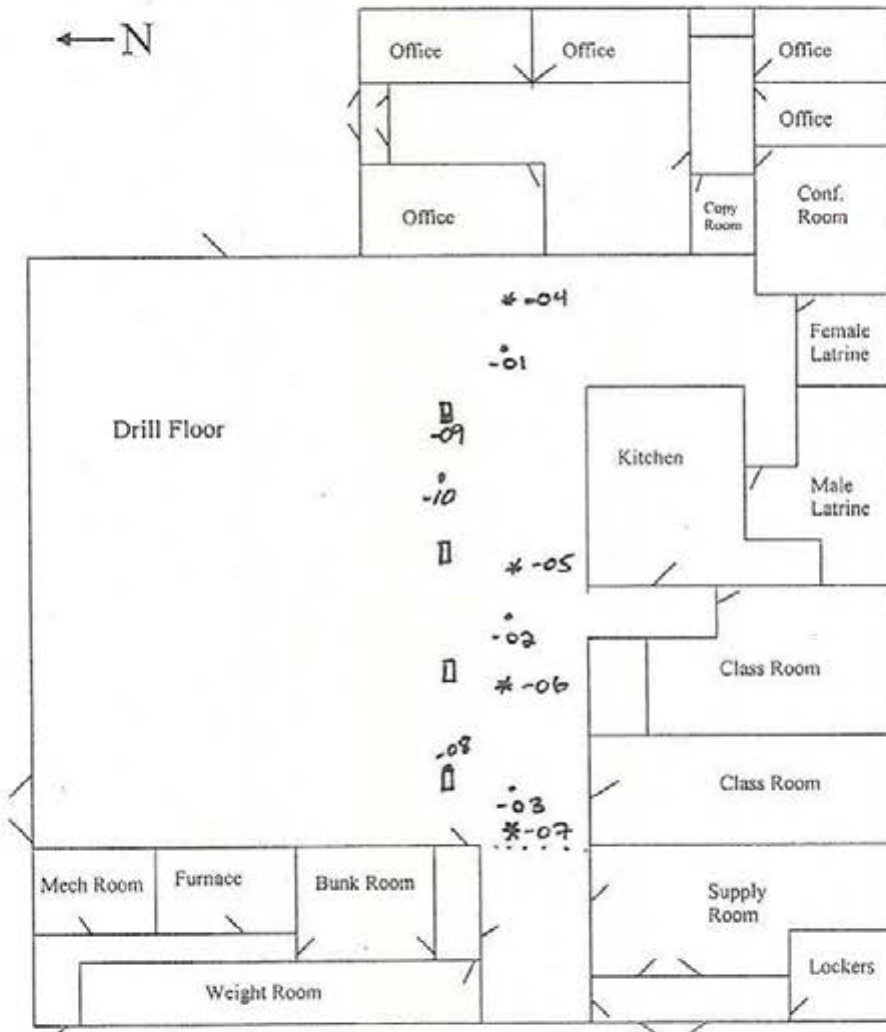 N
Office
Office
Office
Office
Office
Copy
Room
Conf.
Room
* -04
-01
Female
Latrine
Drill Floor
-09
Kitchen
-10
Male
Latrine
* -05
-02
Class Room
* -06
-08
Class Room
-03
* -07
Mech Room
Furnace
Bunk Room
Supply
Room
Lockers
Weight Room